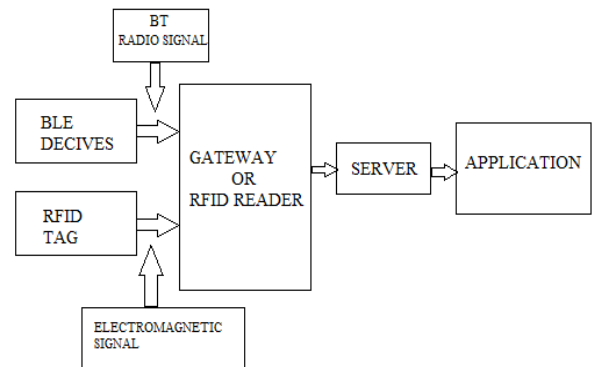 BT
RADIO SIGNAL
BLE
DECIVES
GATEWAY
OR
RFID READER
SERVER
APPLICATION
RFID
TAG
ELECTROMAGNETIC
SIGNAL